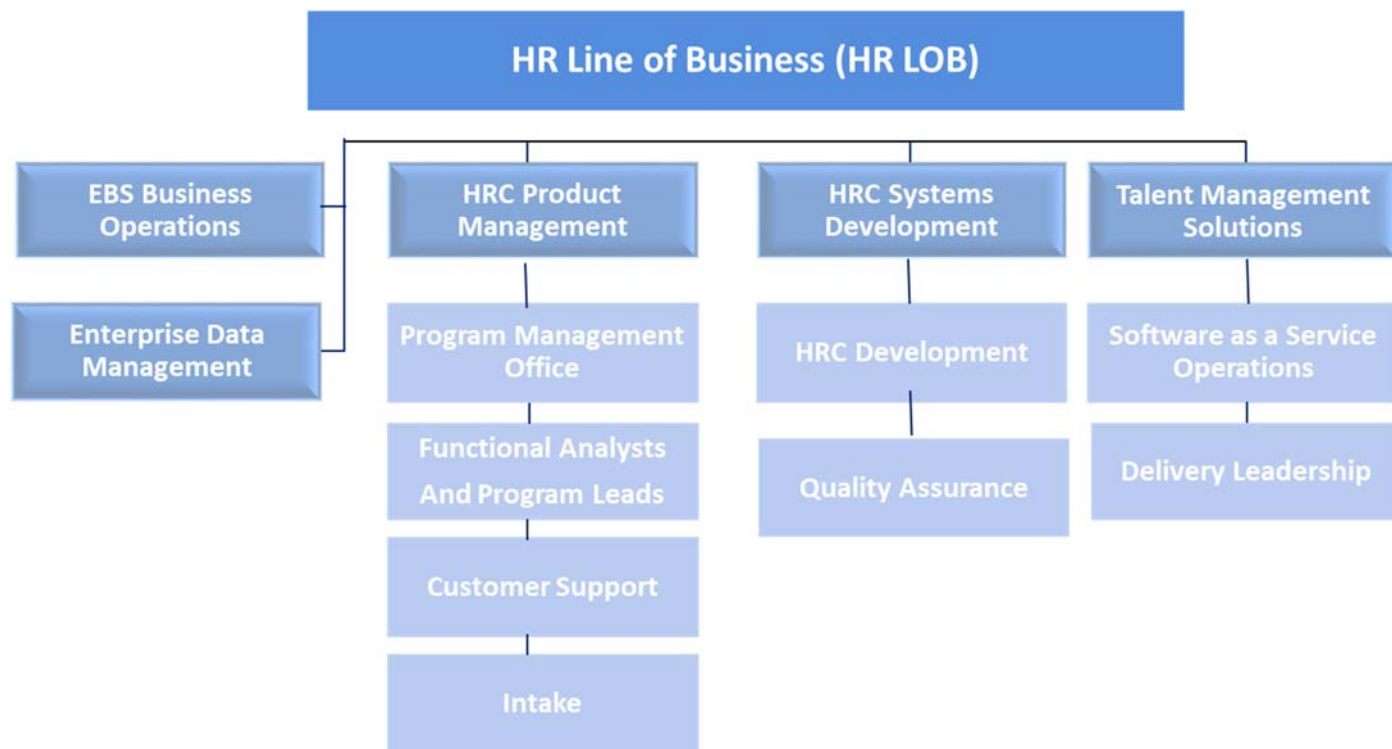 HR Line of Business (HR LOB)
EBS Business
Operations
HRC Product
Management
HRC Systems
Development
Talent Management
Solutions
Enterprise Data
Management
Program Management
Office
HRC Development
Software as a Service
Operations
Functional Analysts
And Program Leads
Quality Assurance
Delivery Leadership
Customer Support
Intake